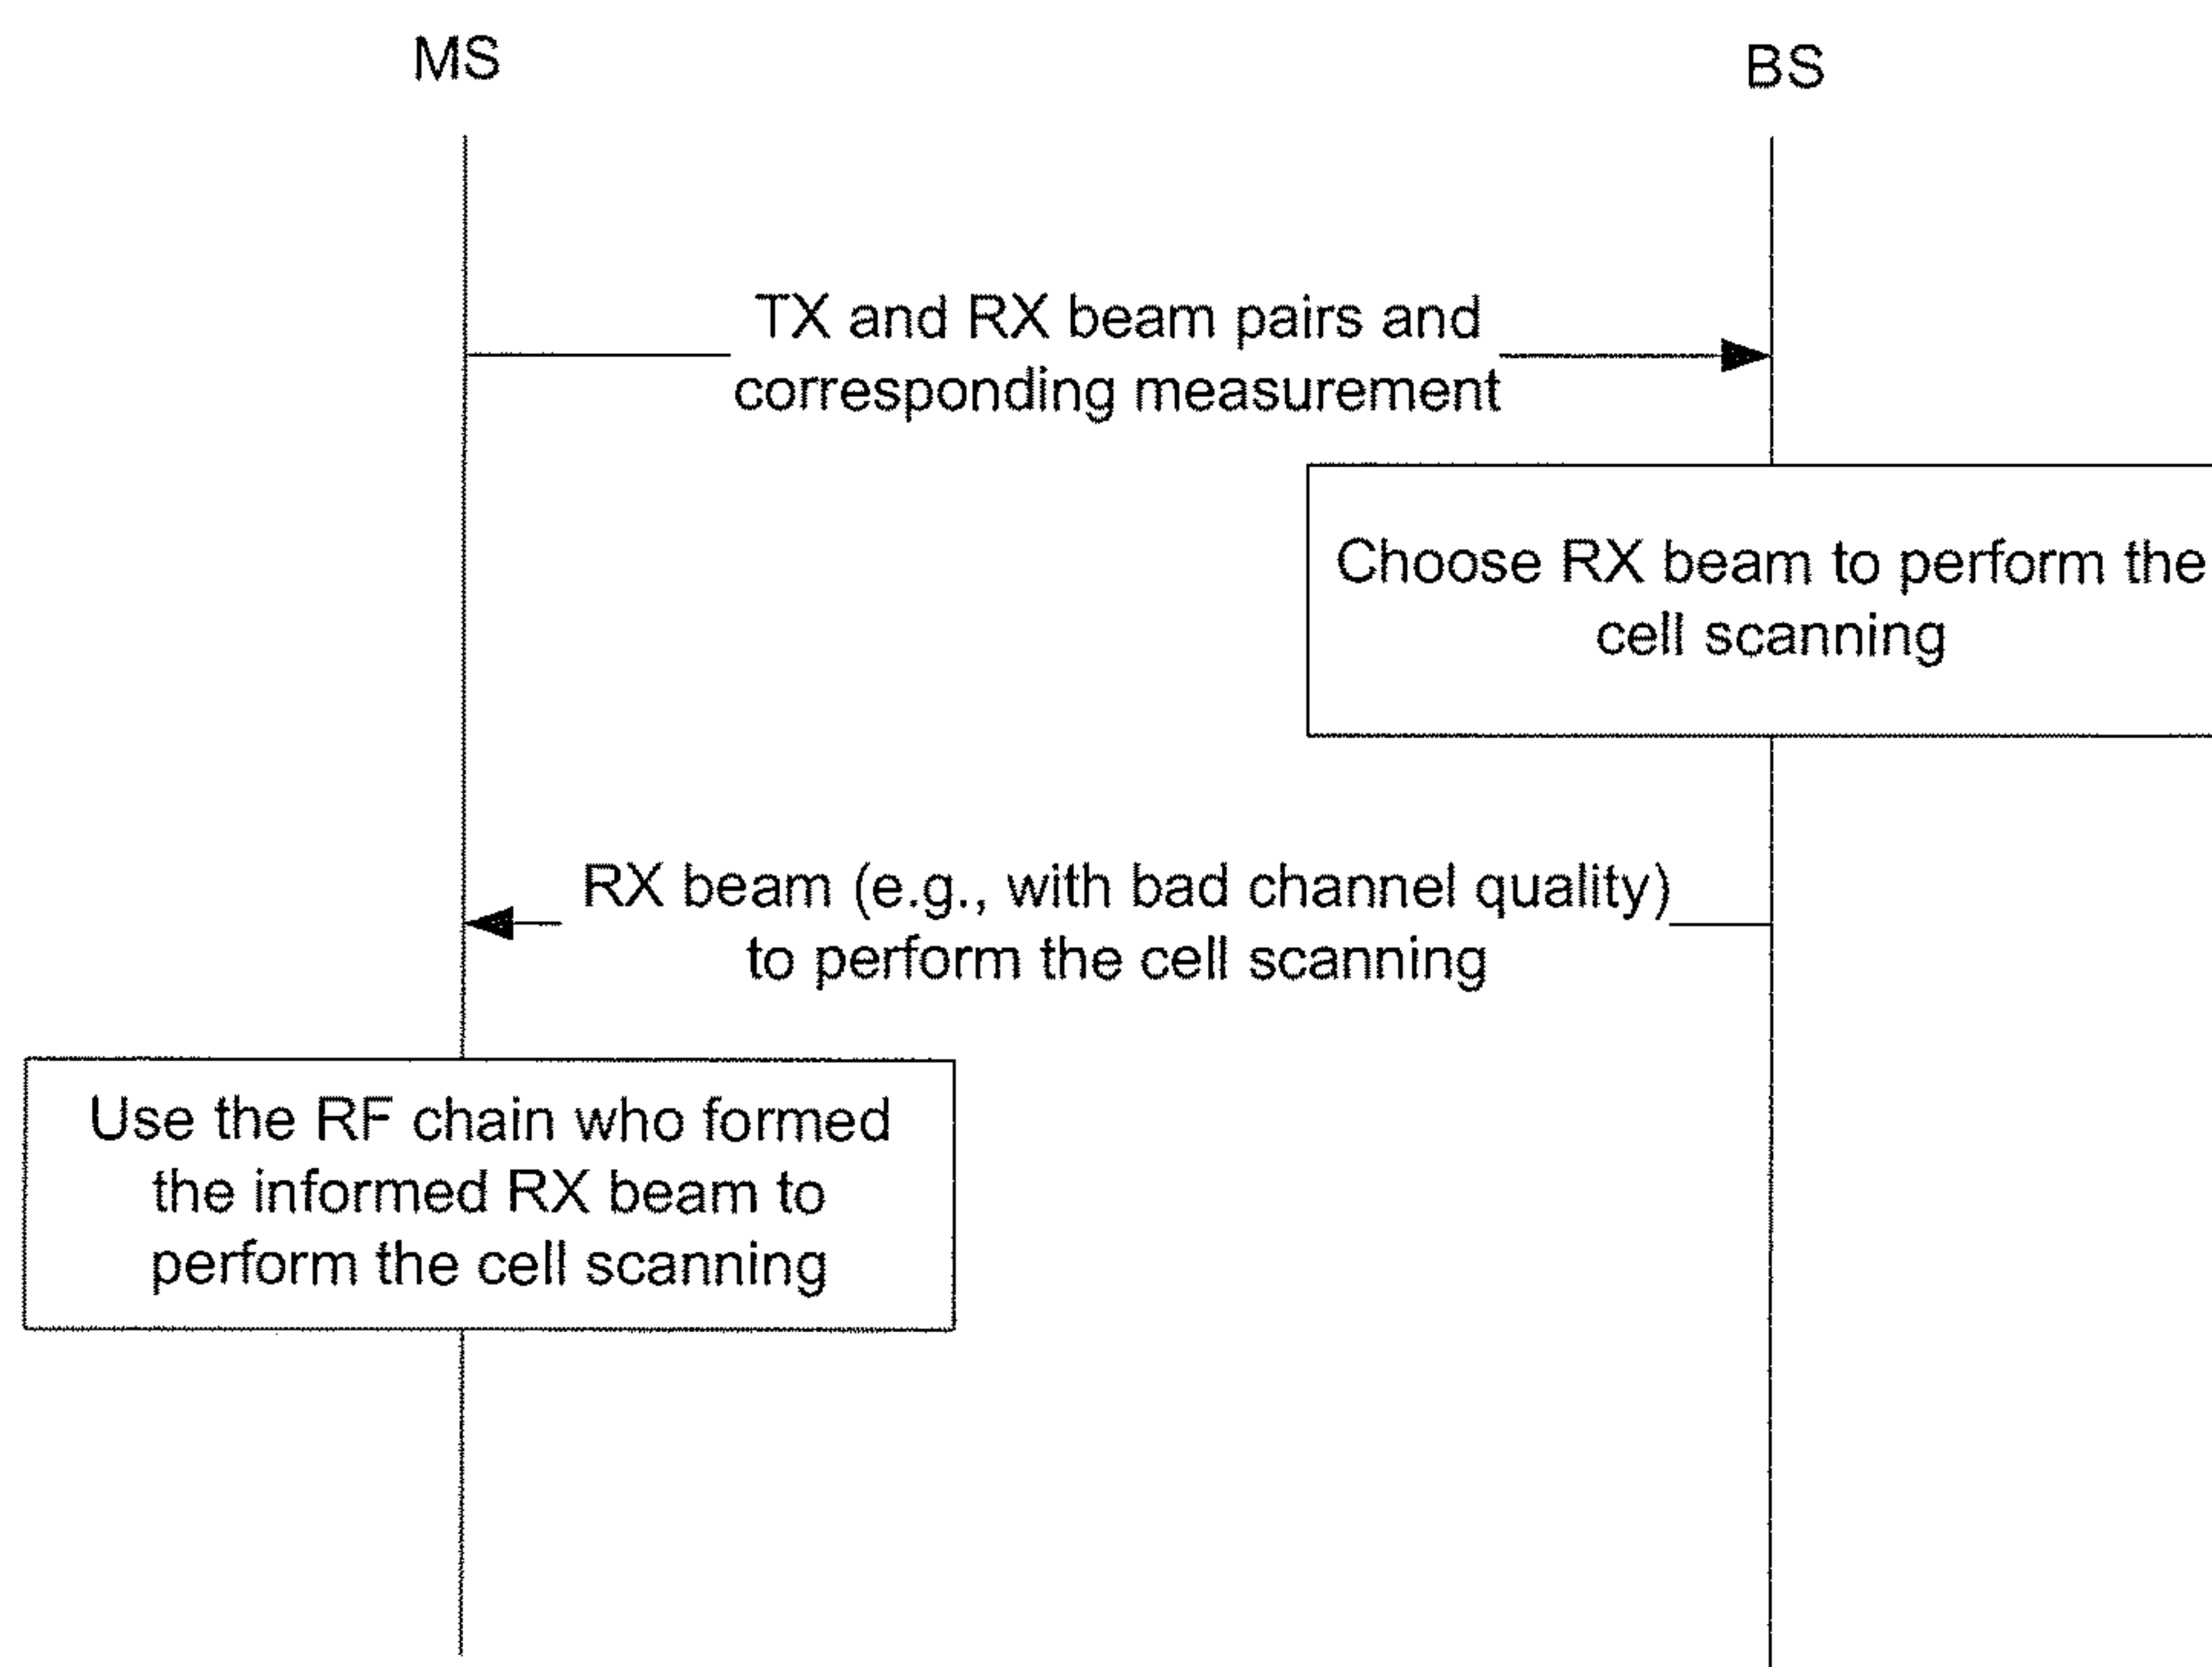 MS
BS
TX and RX beam pairs and
corresponding measurement
Choose RX beam to perform the
cell scanning
RX beam (e.g., with bad channel quality)
to perform the cell scanning
Use the RF chain who formed
the informed RX beam to
perform the cell scanning